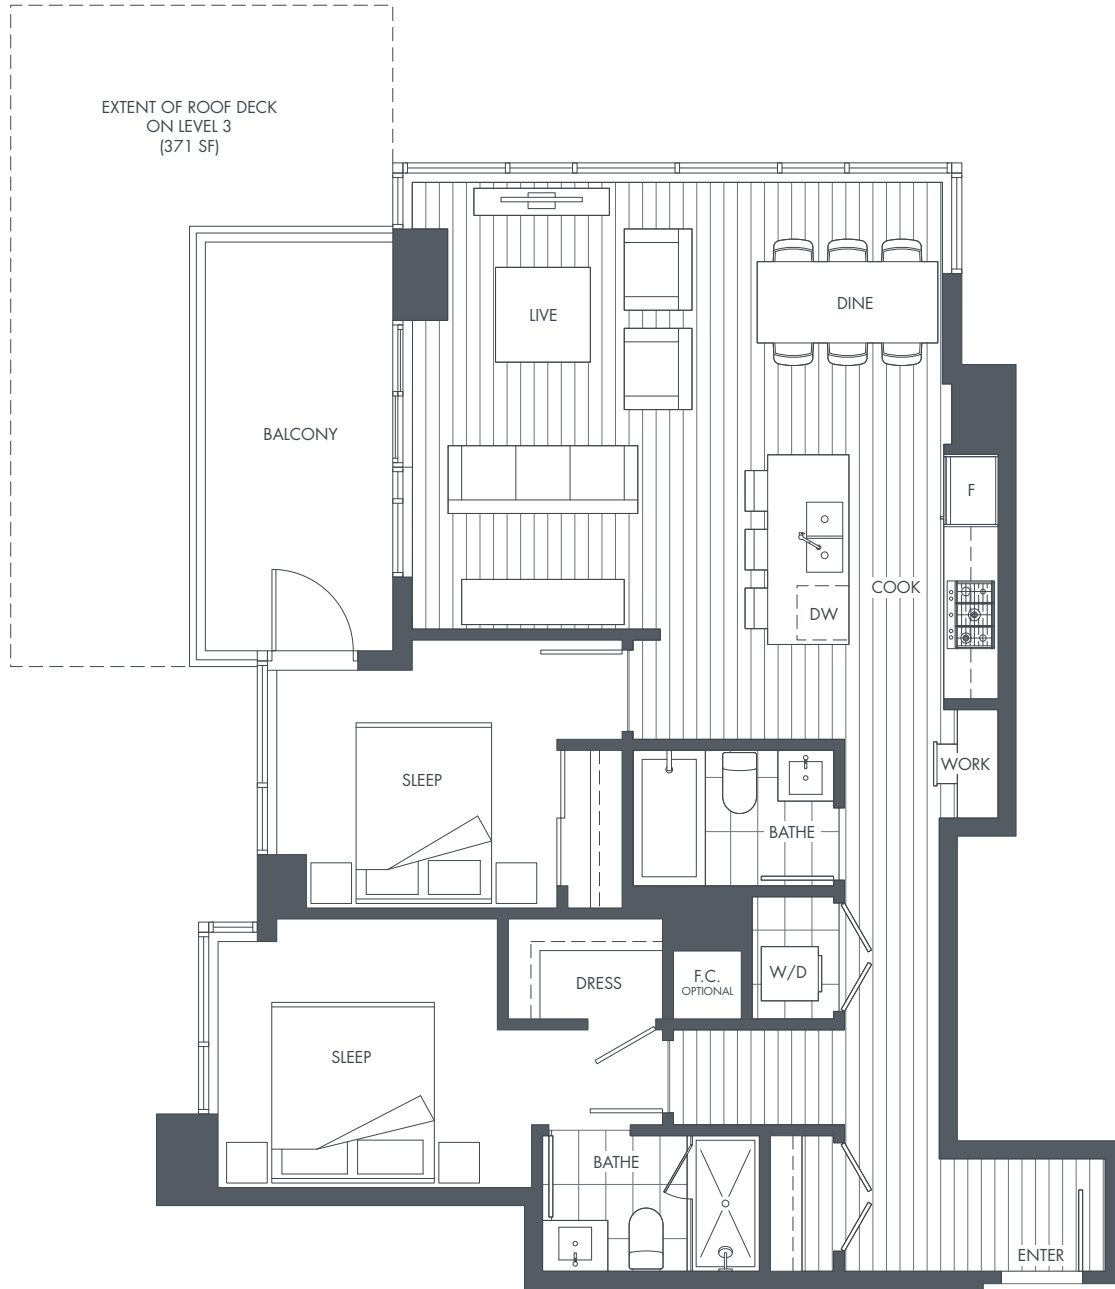 EXTENT OF ROOF DECK
ON LEVEL 3
(371 SF)
LIVE
DINE
BALCONY
F
COOK
DW
WORK
SLEEP
BATHE
DRESS
F.C.
OPTIONAL
W/D
SLEEP
BATHE
ENTER